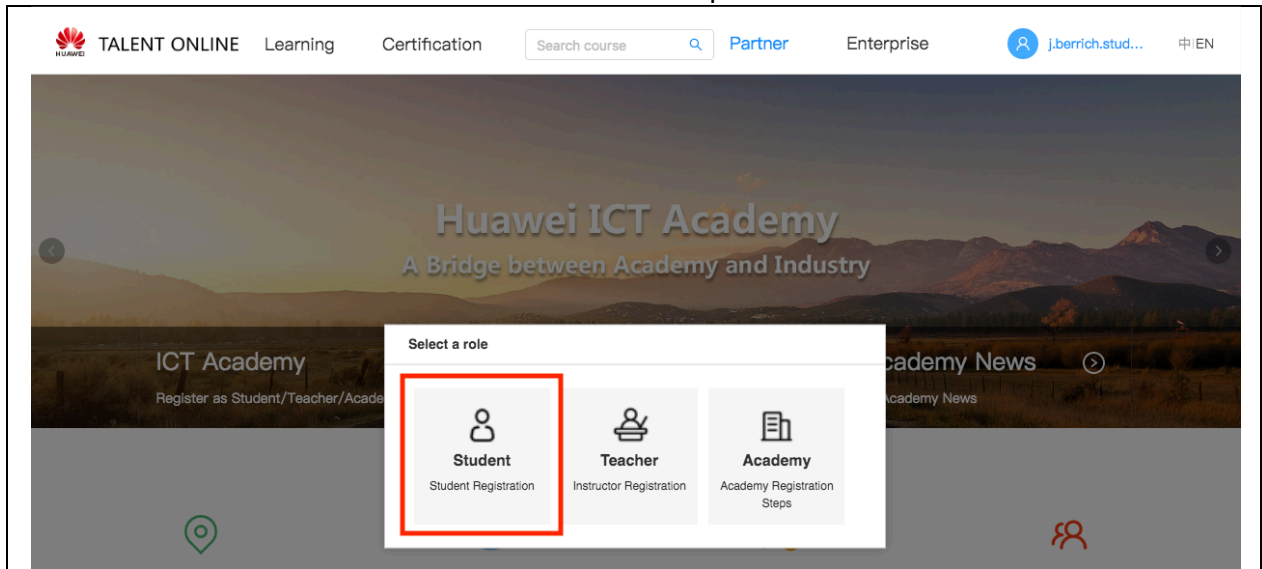 HUAWEI TALENT ONLINE Learning Certification Search course Partner Enterprise j.berrich.stud... 中|EN
Huawei ICT Academy
A Bridge between Academy and Industry
Select a role
ICT Academy
cademy News
Register as Student/Teacher/Acade
Academy News
Student Teacher Academy
Student Registration Instructor Registration Academy Registration
Steps